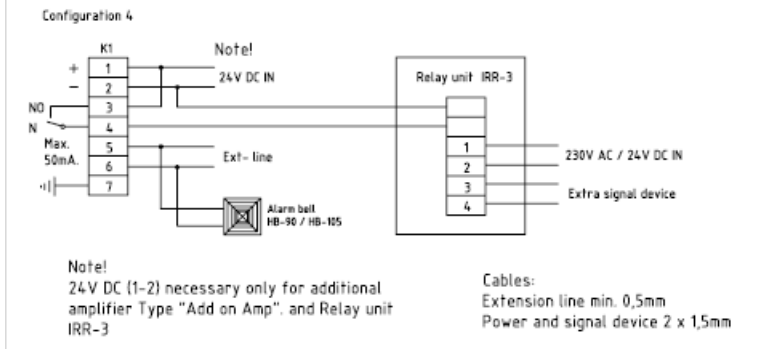 Configuration 4
K1
Note!
+ 1
24V DC IN
Relay unit IRR-3
- 2
NO 3
N 4
Max.
50mA.
5
Ext- line
6
7
1
230V AC / 24V DC IN
2
3
Extra signal device
4
Alarm bell
HB-90 / HB-105
Note!
24V DC (1-2) necessary only for additional
amplifier Type "Add on Amp". and Relay unit
IRR-3
Cables:
Extension line min. 0,5mm
Power and signal device 2 x 1,5mm